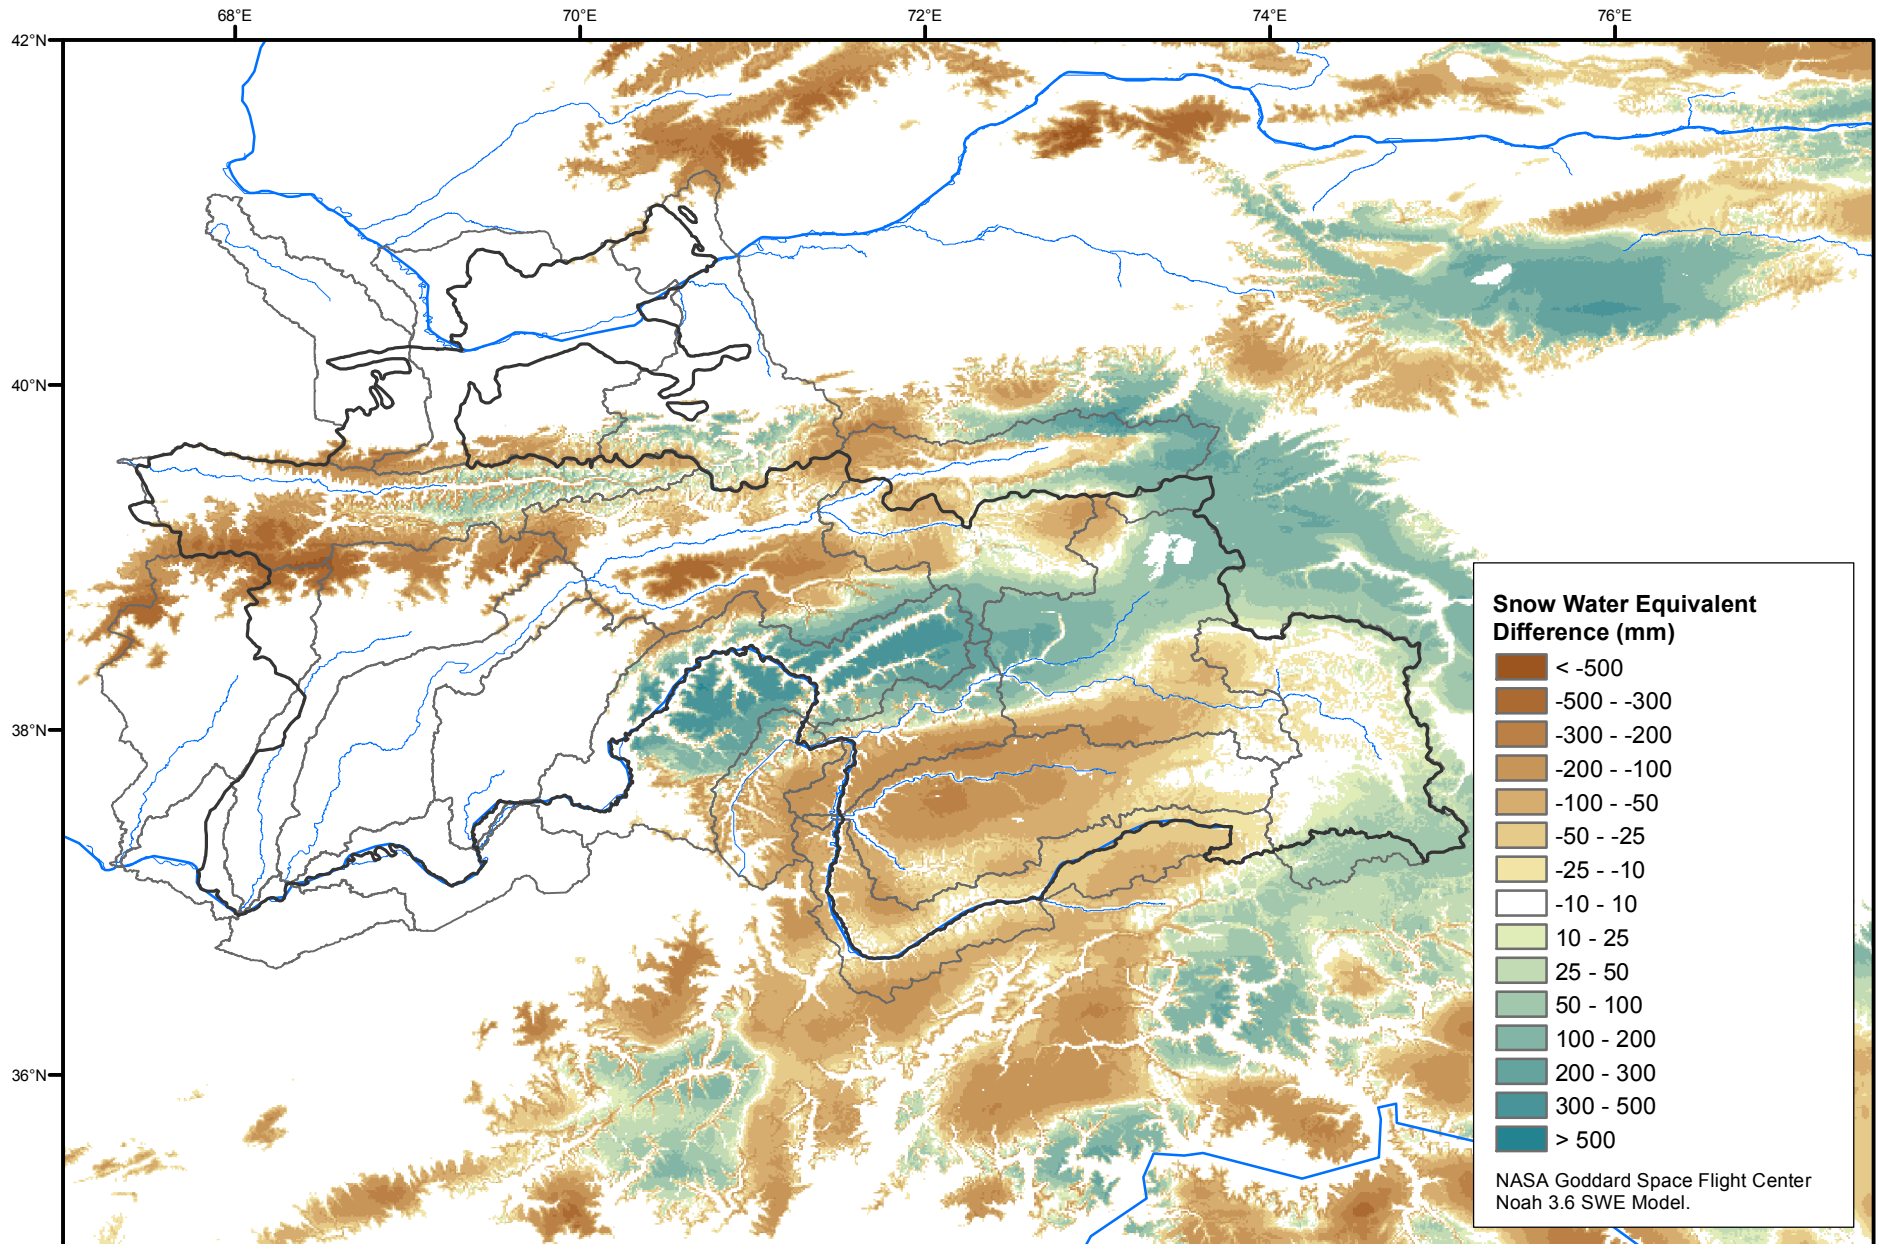 68°E
70°E
72°E
74°E
76°E
42°N
40°N
38°N
36°N
Snow Water Equivalent
Difference (mm)
< -500
-500 - -300
-300 - -200
-200 - -100
-100 - -50
-50 - -25
-25 - -10
-10 - 10
10 - 25
25 - 50
50 - 100
100 - 200
200 - 300
300 - 500
> 500
NASA Goddard Space Flight Center
Noah 3.6 SWE Model.